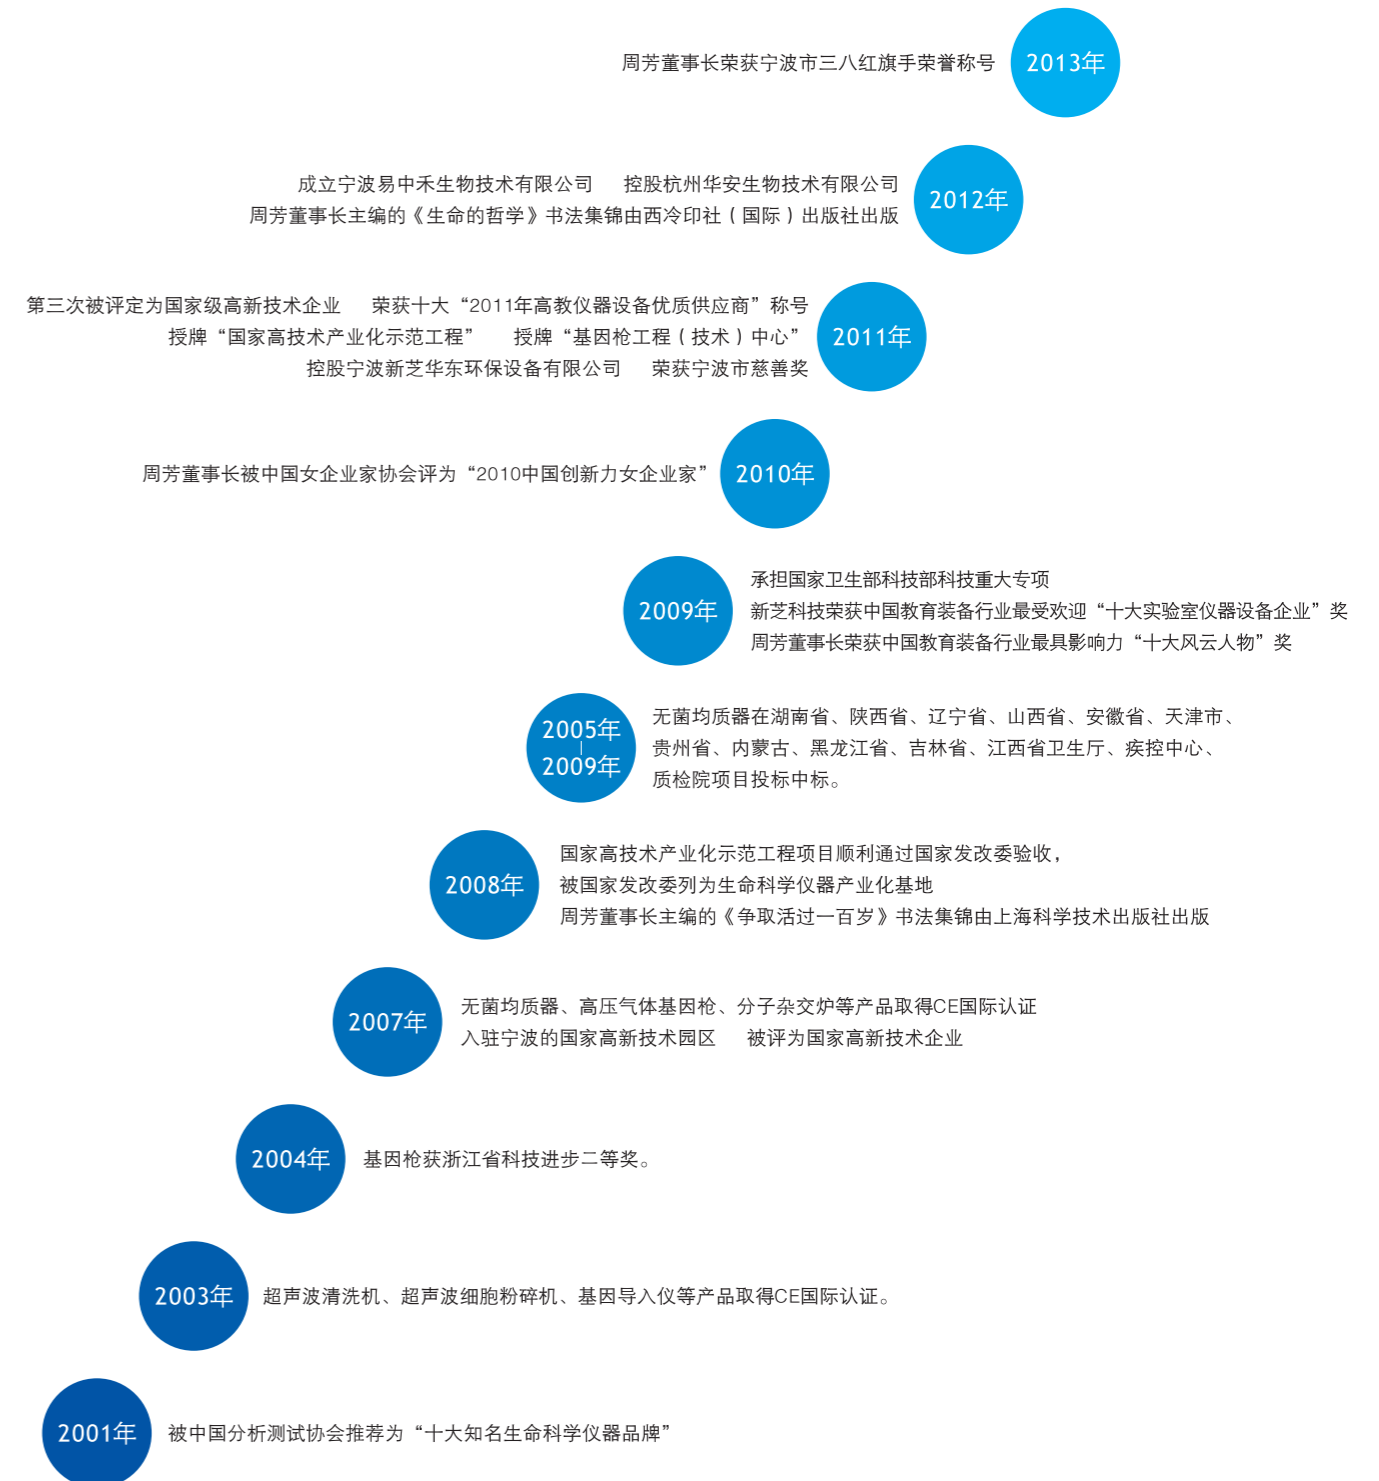 周芳董事长荣获宁波市三八红旗手荣誉称号
2013年
成立宁波易中禾生物技术有限公司 控股杭州华安生物技术有限公司
周芳董事长主编的《生命的哲学》书法集锦由西冷印社（国际）出版社出版
2012年
第三次被评定为国家级高新技术企业 荣获十大“2011年高教仪器设备优质供应商”称号
授牌“国家高技术产业化示范工程” 授牌“基因枪工程（技术）中心”
控股宁波新芝华东环保设备有限公司 荣获宁波市慈善奖
2011年
周芳董事长被中国女企业家协会评为“2010中国创新力女企业家”
2010年
2009年
承担国家卫生部科技部科技重大专项
新芝科技荣获中国教育装备行业最受欢迎“十大实验室仪器设备企业”奖
周芳董事长荣获中国教育装备行业最具影响力“十大风云人物”奖
2005年
2009年
无菌均质器在湖南省、陕西省、辽宁省、山西省、安徽省、天津市、
贵州省、内蒙古、黑龙江省、吉林省、江西省卫生厅、疾控中心、
质检院项目投标中标。
2008年
国家高技术产业化示范工程项目顺利通过国家发改委验收，
被国家发改委列为生命科学仪器产业化基地
周芳董事长主编的《争取活过一百岁》书法集锦由上海科学技术出版社出版
2007年
无菌均质器、高压气体基因枪、分子杂交炉等产品取得CE国际认证
入驻宁波的国家高新技术园区 被评为国家高新技术企业
2004年
基因枪获浙江省科技进步二等奖。
2003年
超声波清洗机、超声波细胞粉碎机、基因导入仪等产品取得CE国际认证。
2001年
被中国分析测试协会推荐为“十大知名生命科学仪器品牌”